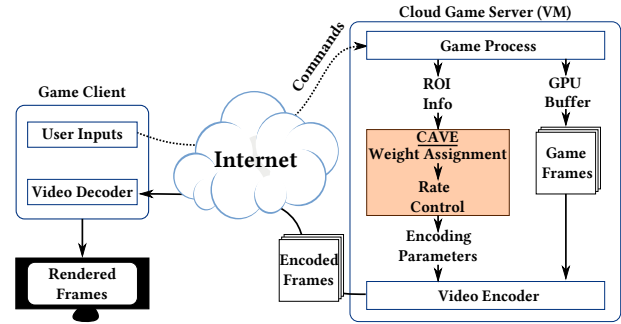 Cloud Game Server (VM)
Game Process
Commands
ROI
Info
GPU
Buffer
Game Client
User Inputs
Video Decoder
Internet
CAVE
Weight Assignment
Rate
Control
Game
Frames
Encoding
Parameters
Encoded
Frames
Video Encoder
Rendered
Frames